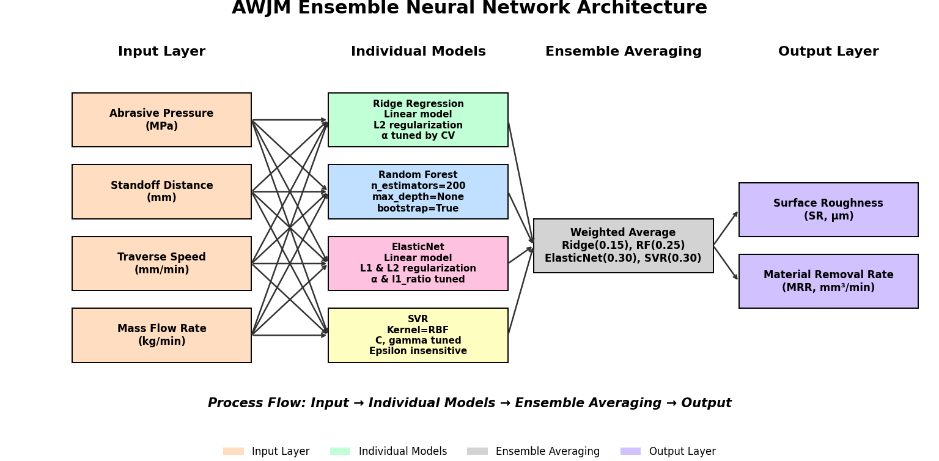 AWJM Ensemble Neural Network Architecture
Input Layer
Individual Models
Ensemble Averaging
Output Layer
Abrasive Pressure
(MPa)
Standoff Distance
(mm)
Traverse Speed
(mm/min)
Mass Flow Rate
(kg/min)
Ridge Regression
Linear model
L2 regularization
α tuned by CV
Random Forest
n_estimators=200
max_depth=None
bootstrap=True
ElasticNet
Linear model
L1 & L2 regularization
α & l1_ratio tuned
SVR
Kernel=RBF
C, gamma tuned
Epsilon insensitive
Weighted Average
Ridge(0.15), RF(0.25)
ElasticNet(0.30), SVR(0.30)
Surface Roughness
(SR, μm)
Material Removal Rate
(MRR, mm³/min)
Process Flow: Input → Individual Models → Ensemble Averaging → Output
Input Layer
Individual Models
Ensemble Averaging
Output Layer